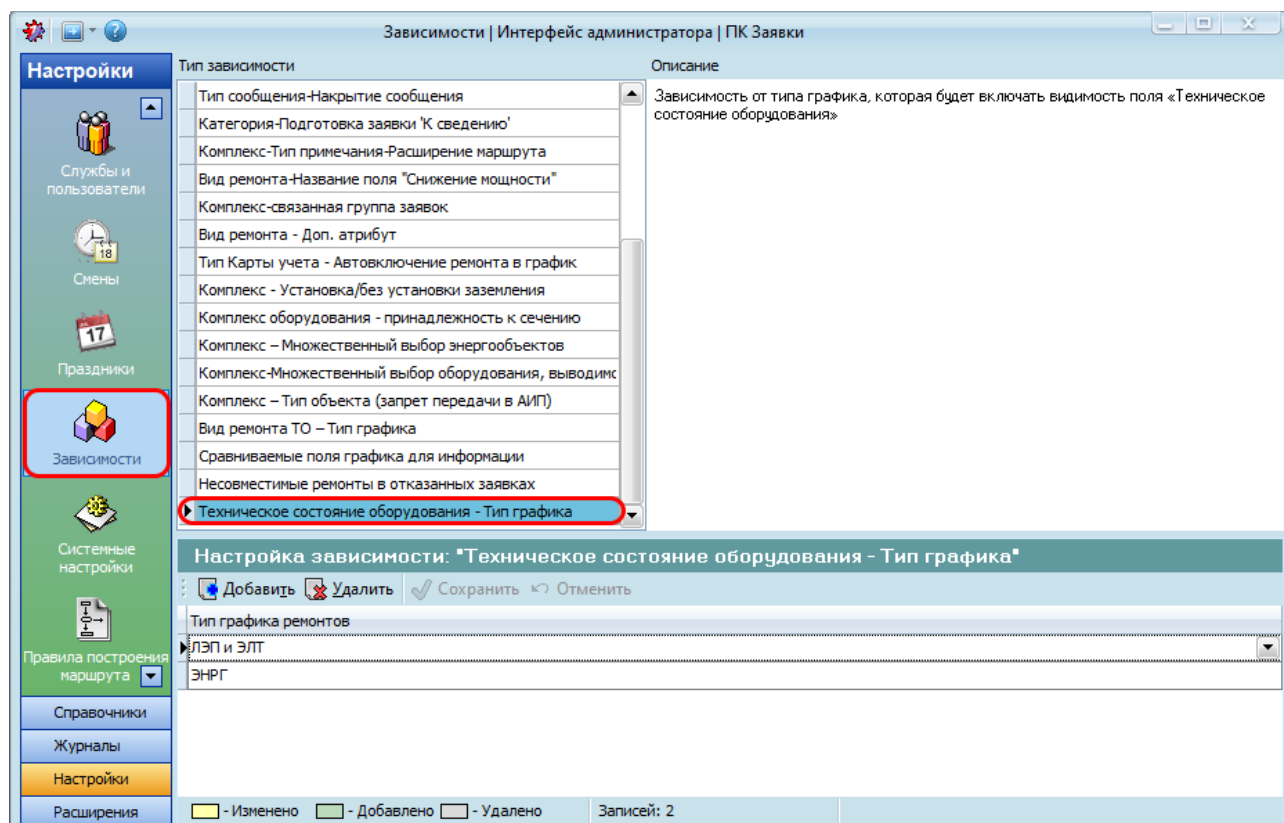 Зависимости | Интерфейс администратора | ПК Заявки
Настройки
Службы и
пользователи
18
Смены
17
Праздники
Зависимости
Системные
настройки
Правила построения
маршрута
Справочники
Журналы
Настройки
Расширения
Тип зависимости
Тип сообщения-Накрытие сообщения
Категория-Подготовка заявки 'К сведению'
Комплекс-Тип примечания-Расширение маршрута
Вид ремонта-Название поля "Снижение мощности"
Комплекс-связанная группа заявок
Вид ремонта - Доп. атрибут
Тип Карты учета - Автовключение ремонта в график
Комплекс - Установка/без установки заземления
Комплекс оборудования - принадлежность к сечению
Комплекс – Множественный выбор энергообъектов
Комплекс-Множественный выбор оборудования, выводимо
Комплекс – Тип объекта (запрет передачи в АИП)
Вид ремонта ТО – Тип графика
Сравниваемые поля графика для информации
Несовместимые ремонты в отказанных заявках
Техническое состояние оборудования - Тип графика
Описание
Зависимость от типа графика, которая будет включать видимость поля «Техническое
состояние оборудования»
Настройка зависимости: "Техническое состояние оборудования - Тип графика"
Добавить Удалить Сохранить Отменить
Тип графика ремонтов
ЛЭП и ЭЛТ
ЭНРГ
- Изменено - Добавлено - Удалено Записей: 2